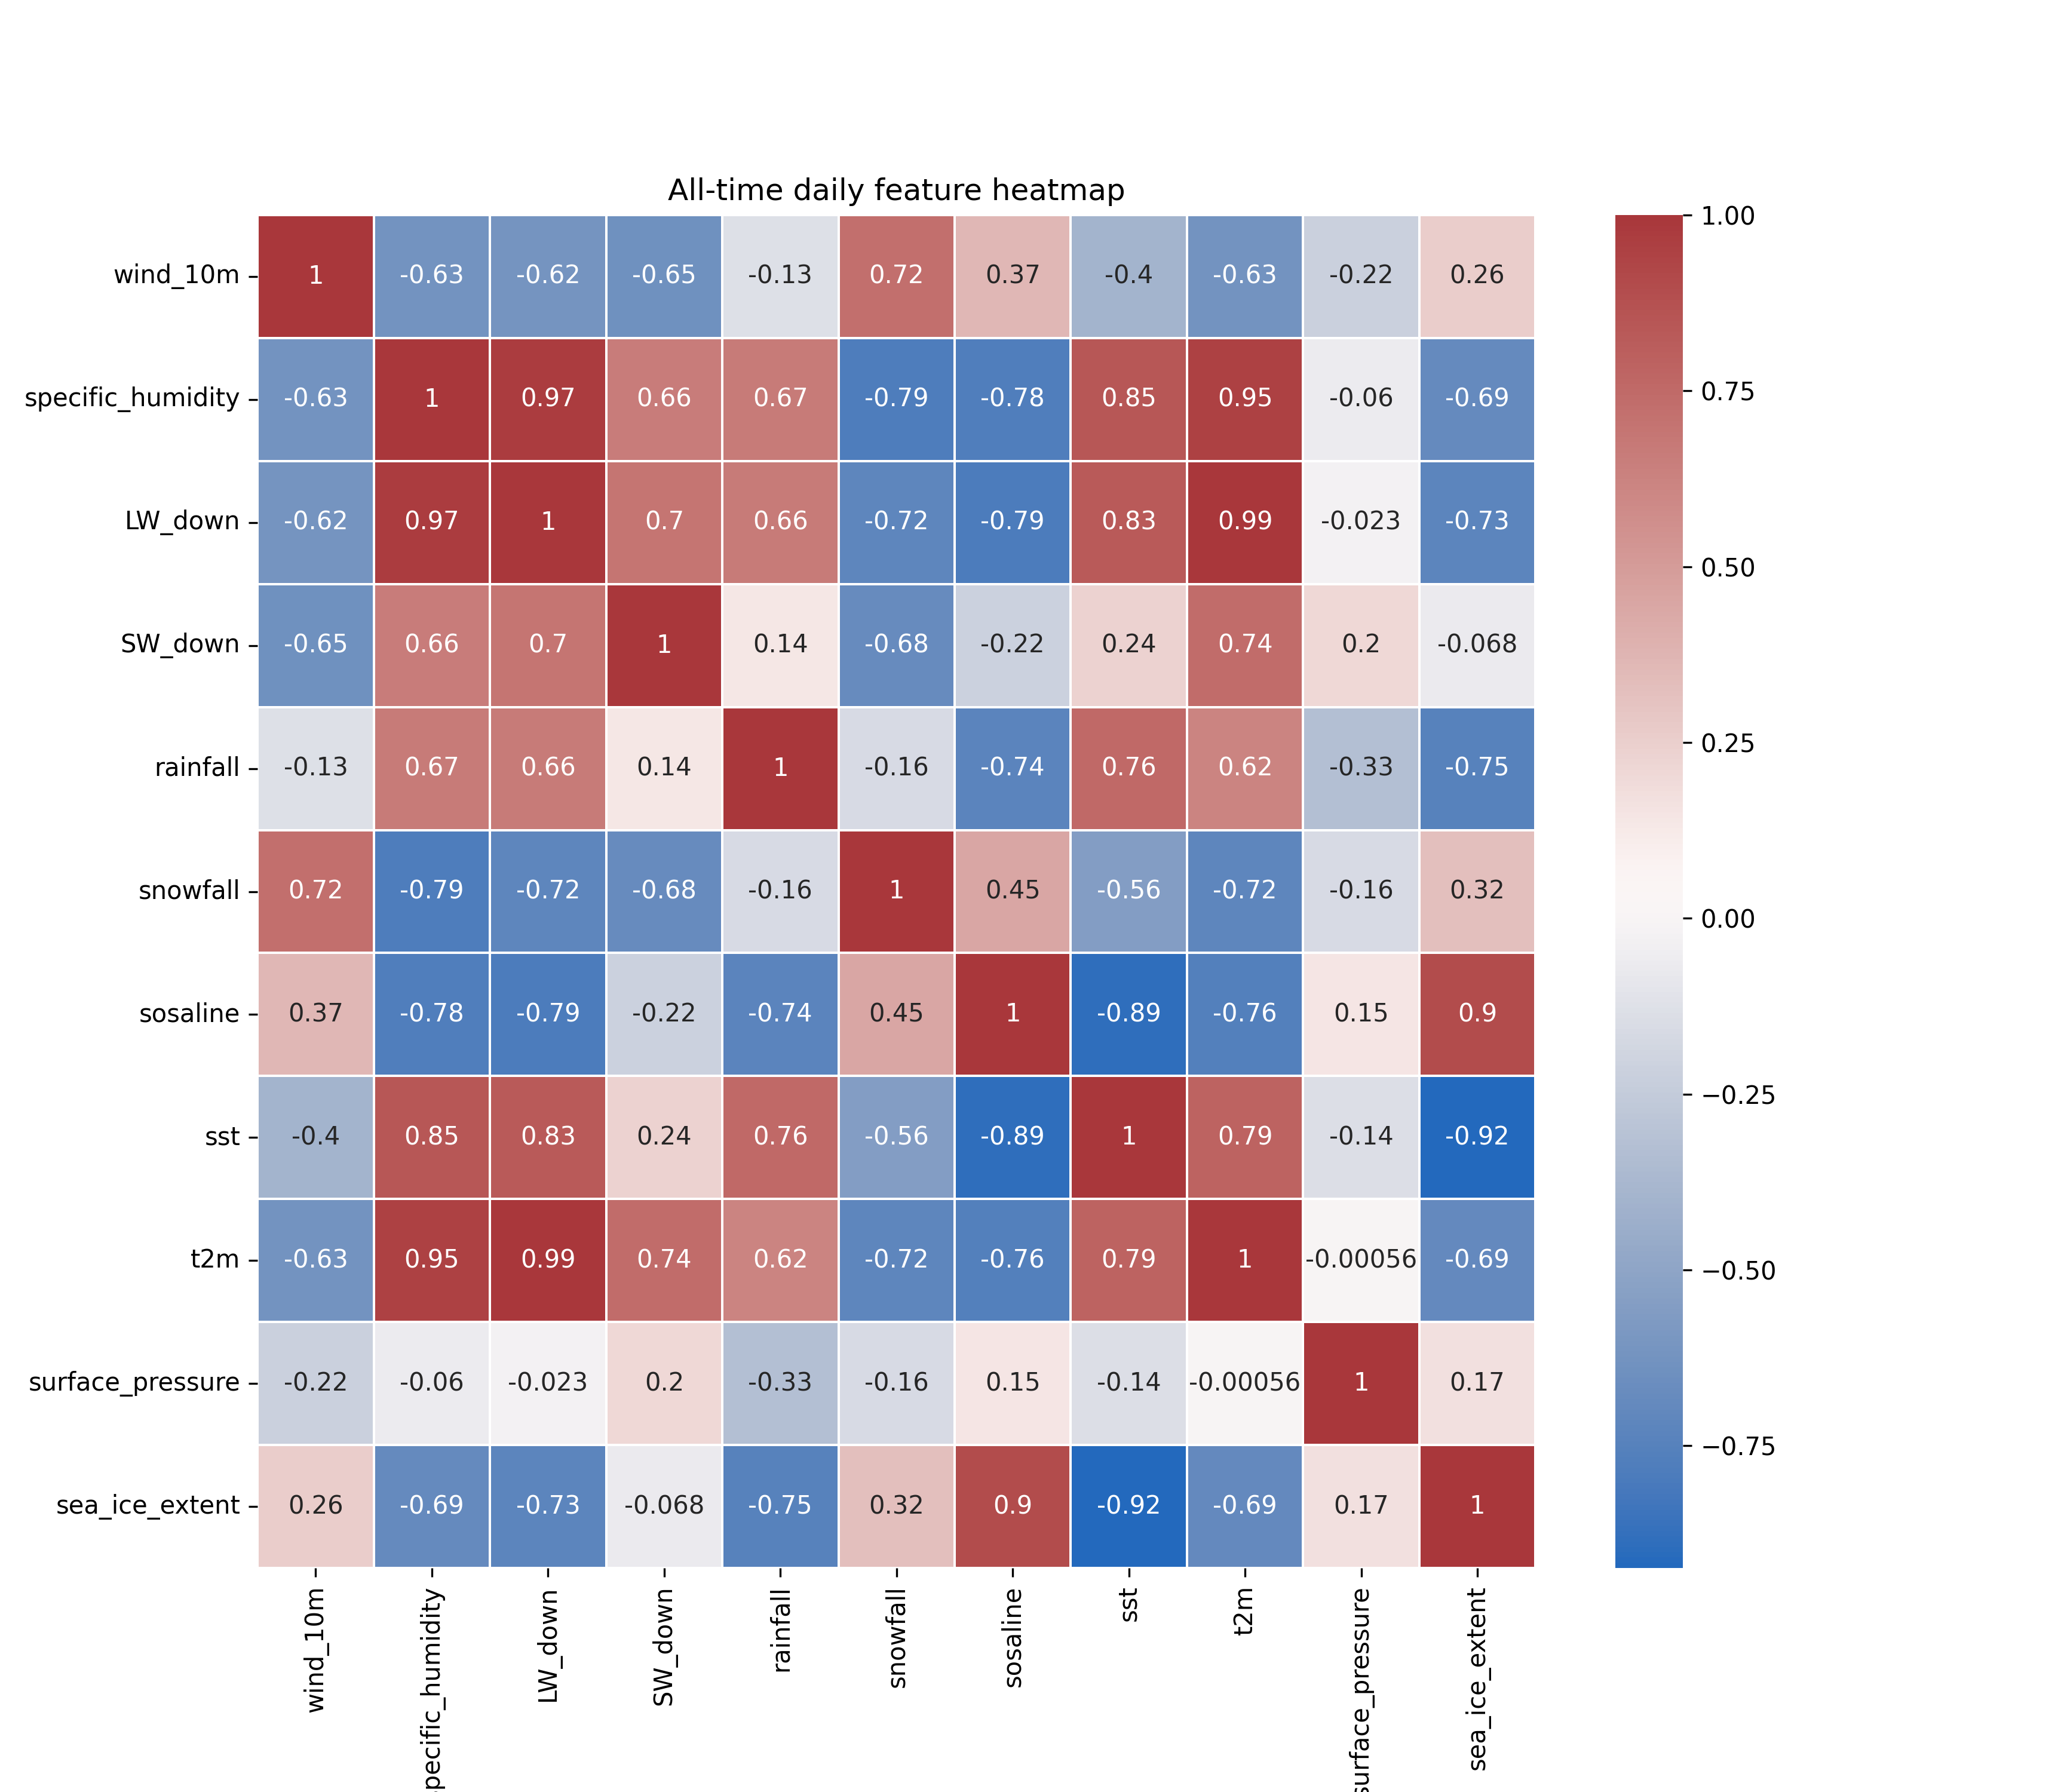 All-time daily feature heatmap
wind_10m 1 -0.63 -0.62 -0.65 -0.13 0.72 0.37 -0.4 -0.63 -0.22 0.26
specific_humidity -0.63 1 0.97 0.66 0.67 -0.79 -0.78 0.85 0.95 -0.06 -0.69
LW_down -0.62 0.97 1 0.7 0.66 -0.72 -0.79 0.83 0.99 -0.023 -0.73
SW_down -0.65 0.66 0.7 1 0.14 -0.68 -0.22 0.24 0.74 0.2 -0.068
rainfall -0.13 0.67 0.66 0.14 1 -0.16 -0.74 0.76 0.62 -0.33 -0.75
snowfall 0.72 -0.79 -0.72 -0.68 -0.16 1 0.45 -0.56 -0.72 -0.16 0.32
sosaline 0.37 -0.78 -0.79 -0.22 -0.74 0.45 1 -0.89 -0.76 0.15 0.9
sst -0.4 0.85 0.83 0.24 0.76 -0.56 -0.89 1 0.79 -0.14 -0.92
t2m -0.63 0.95 0.99 0.74 0.62 -0.72 -0.76 0.79 1 -0.00056 -0.69
surface_pressure -0.22 -0.06 -0.023 0.2 -0.33 -0.16 0.15 -0.14 -0.00056 1 0.17
sea_ice_extent 0.26 -0.69 -0.73 -0.068 -0.75 0.32 0.9 -0.92 -0.69 0.17 1
wind_10m
pecific_humidity
LW_down
SW_down
rainfall
snowfall
sosaline
sst
t2m
surface_pressure
sea_ice_extent
1.00
0.75
0.50
0.25
0.00
−0.25
−0.50
−0.75